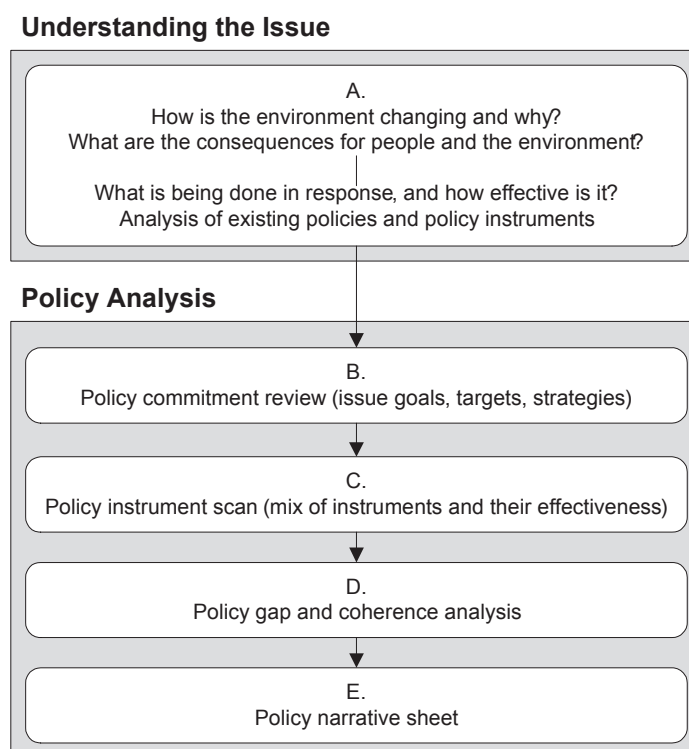 Understanding the Issue
A.
How is the environment changing and why?
What are the consequences for people and the environment?
What is being done in response, and how effective is it?
Analysis of existing policies and policy instruments
Policy Analysis
B.
Policy commitment review (issue goals, targets, strategies)
C.
Policy instrument scan (mix of instruments and their effectiveness)
D.
Policy gap and coherence analysis
E.
Policy narrative sheet